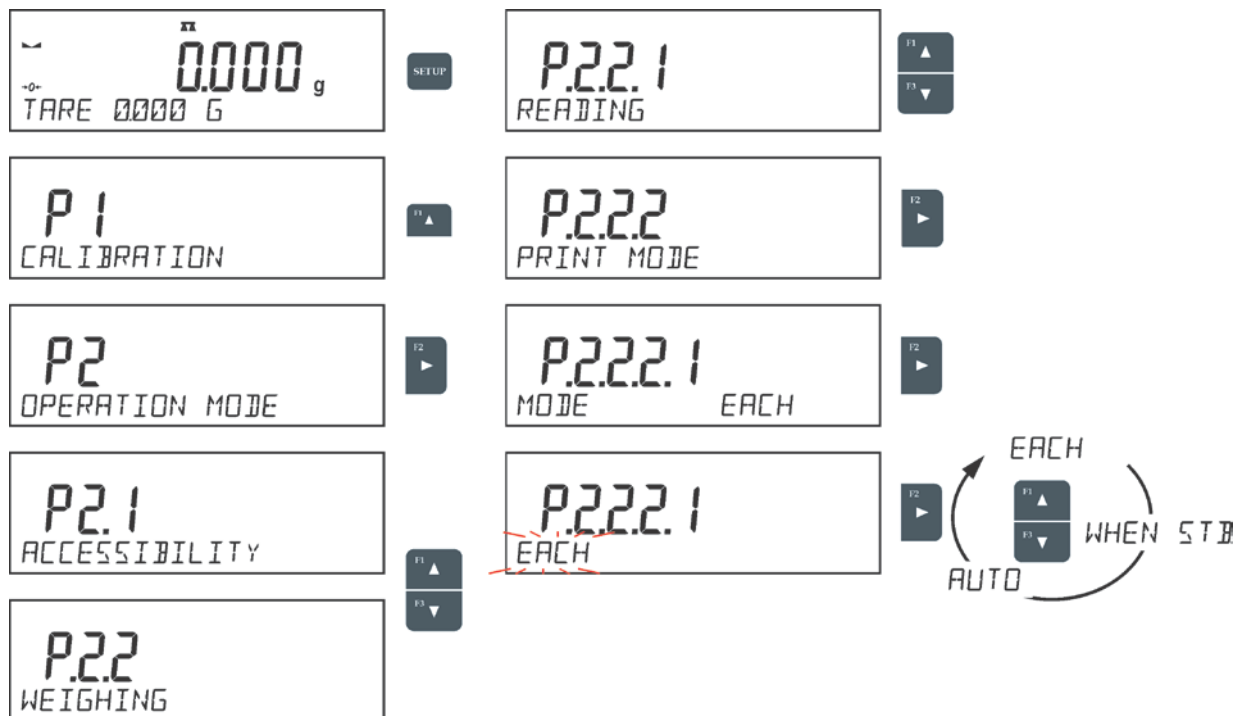 0.000 g
TARE 0.000 G
SETUP
P1
CALIBRATION
F1
P2
OPERATION MODE
F2
P2.1
ACCESSIBILITY
F1
F3
P.2.2
WEIGHING
P.2.2.1
READING
F1
F3
P.2.2.2
PRINT MODE
F2
P.2.2.2.1
MODE EACH
F2
P.2.2.2.1
EACH
F2
EACH
F1
F3
WHEN STB
AUTO